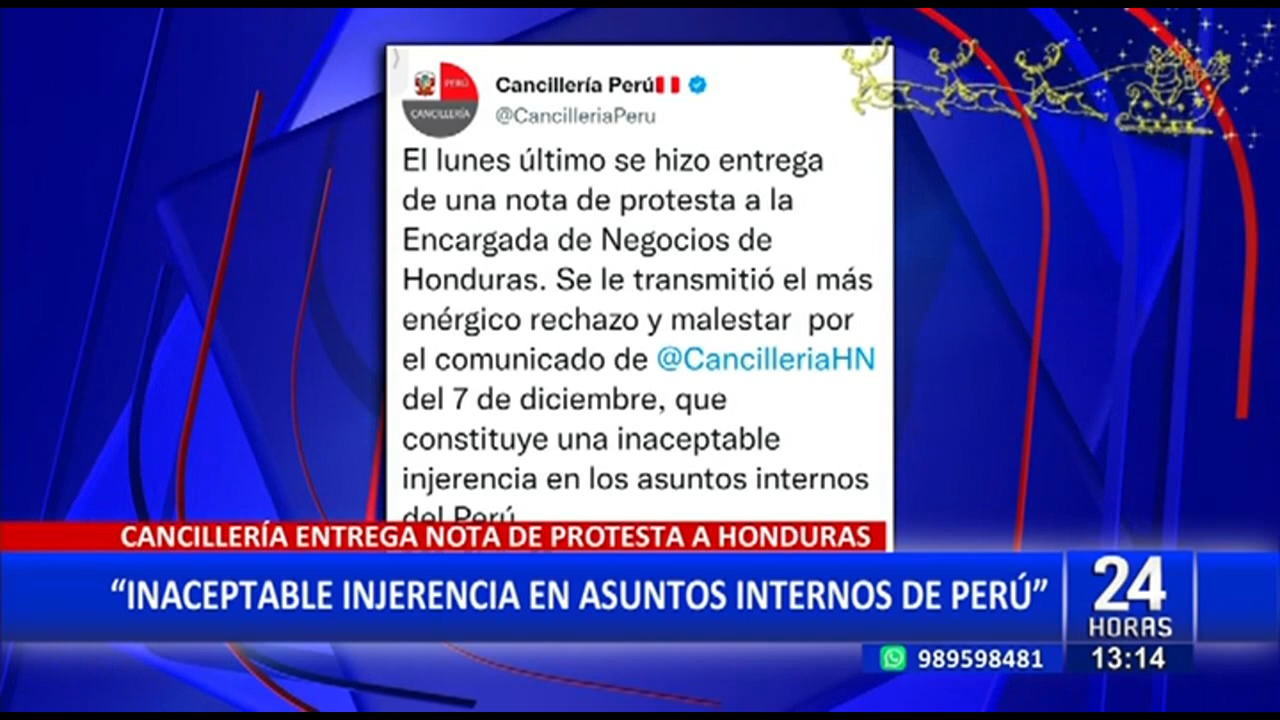 PERÚ
CANCILLERÍA
Cancillería Perú
@CancilleriaPeru
El lunes último se hizo entrega
de una nota de protesta a la
Encargada de Negocios de
Honduras. Se le transmitió el más
enérgico rechazo y malestar por
el comunicado de @CancilleriaHN
del 7 de diciembre, que
constituye una inaceptable
injerencia en los asuntos internos
del Perú
CANCILLERÍA ENTREGA NOTA DE PROTESTA A HONDURAS
“INACEPTABLE INJERENCIA EN ASUNTOS INTERNOS DE PERÚ”
24
HORAS
989598481
13:14